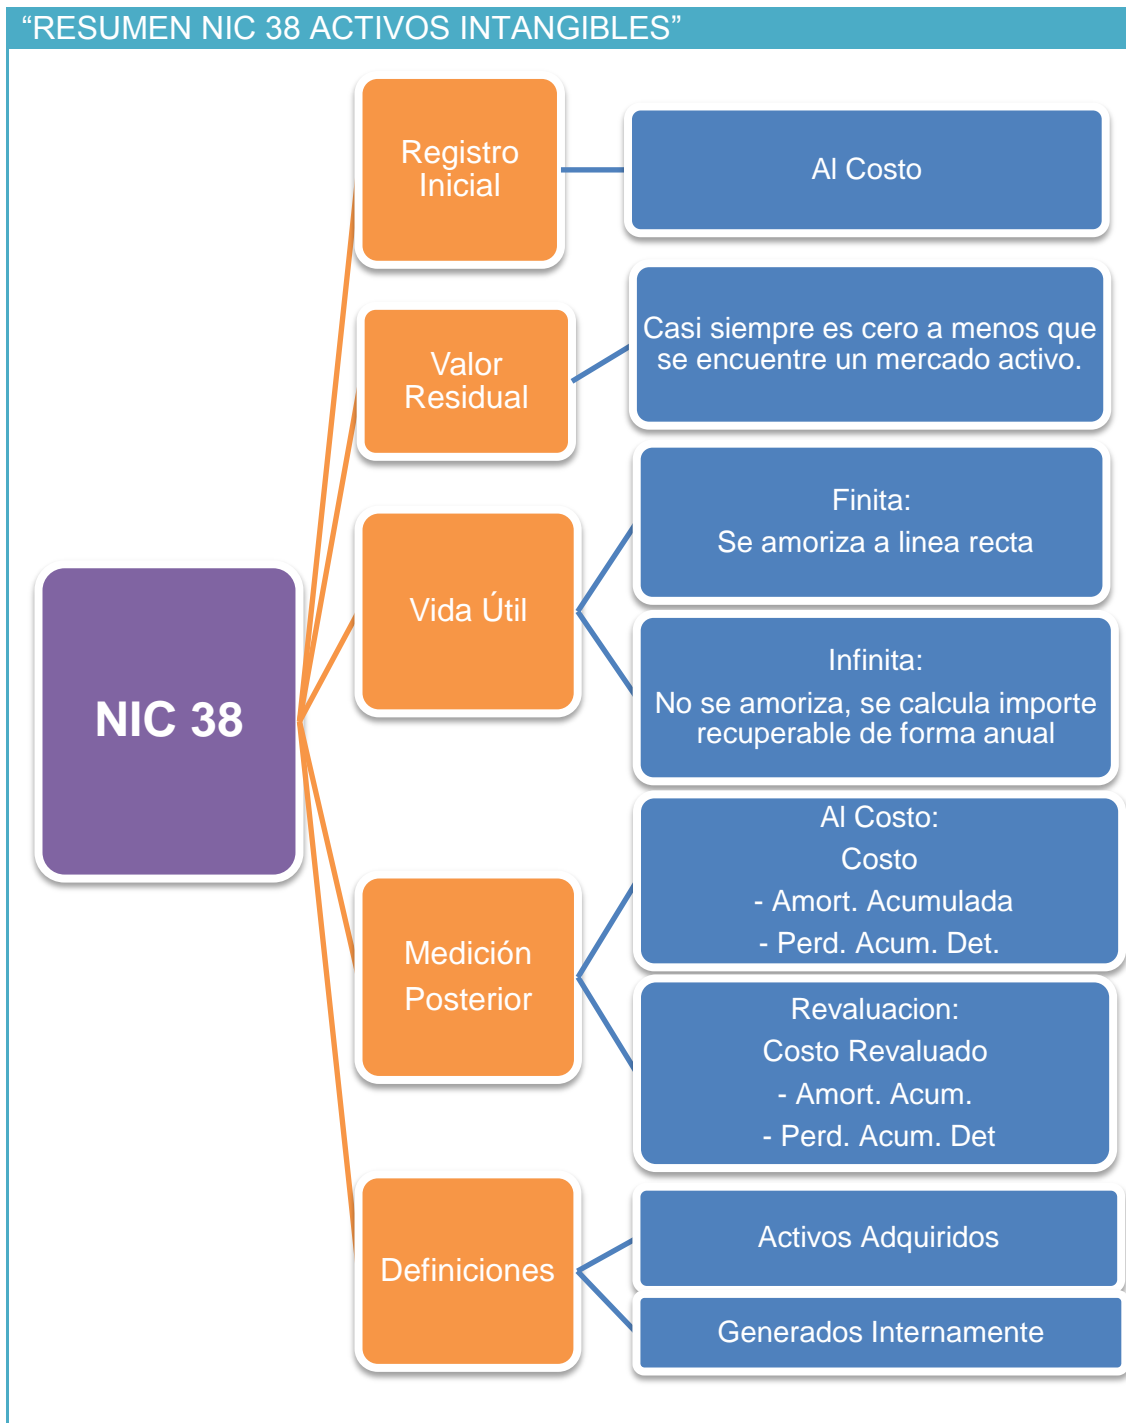 “RESUMEN NIC 38 ACTIVOS INTANGIBLES”
NIC 38
Registro
Inicial
Al Costo
Valor
Residual
Casi siempre es cero a menos que
se encuentre un mercado activo.
Vida Útil
Finita:
Se amoriza a linea recta
Infinita:
No se amoriza, se calcula importe
recuperable de forma anual
Medición
Posterior
Al Costo:
Costo
- Amort. Acumulada
- Perd. Acum. Det.
Revaluacion:
Costo Revaluado
- Amort. Acum.
- Perd. Acum. Det
Definiciones
Activos Adquiridos
Generados Internamente